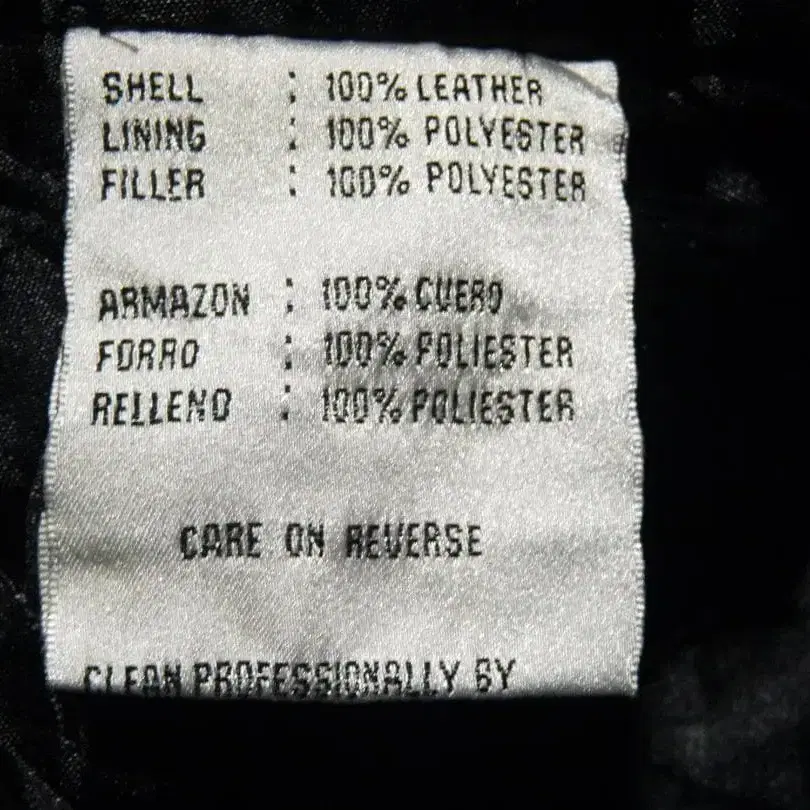 SHELL : 100% LEATHER
LINING : 100% POLYESTER
FILLER : 100% POLYESTER
ARMAZON : 100% CUERO
FORRO : 100% POLIESTER
RELLENO : 100% POLIESTER
CARE ON REVERSE
CLEAN PROFESSIONALLY BY